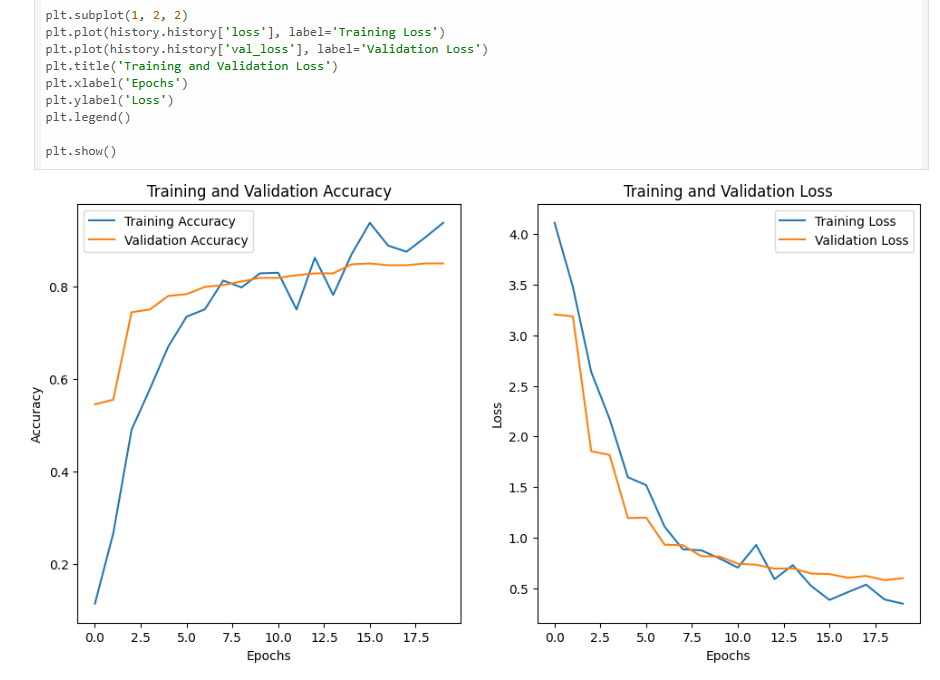 plt.subplot(1, 2, 2)
plt.plot(history.history['loss'], label='Training Loss')
plt.plot(history.history['val_loss'], label='Validation Loss')
plt.title('Training and Validation Loss')
plt.xlabel('Epochs')
plt.ylabel('Loss')
plt.legend()
plt.show()
Training and Validation Accuracy
Training Accuracy
Validation Accuracy
0.8
0.6
0.4
0.2
Accuracy
0.0 2.5 5.0 7.5 10.0 12.5 15.0 17.5
Epochs
Training and Validation Loss
Training Loss
Validation Loss
4.0
3.5
3.0
2.5
2.0
1.5
1.0
0.5
Loss
0.0 2.5 5.0 7.5 10.0 12.5 15.0 17.5
Epochs